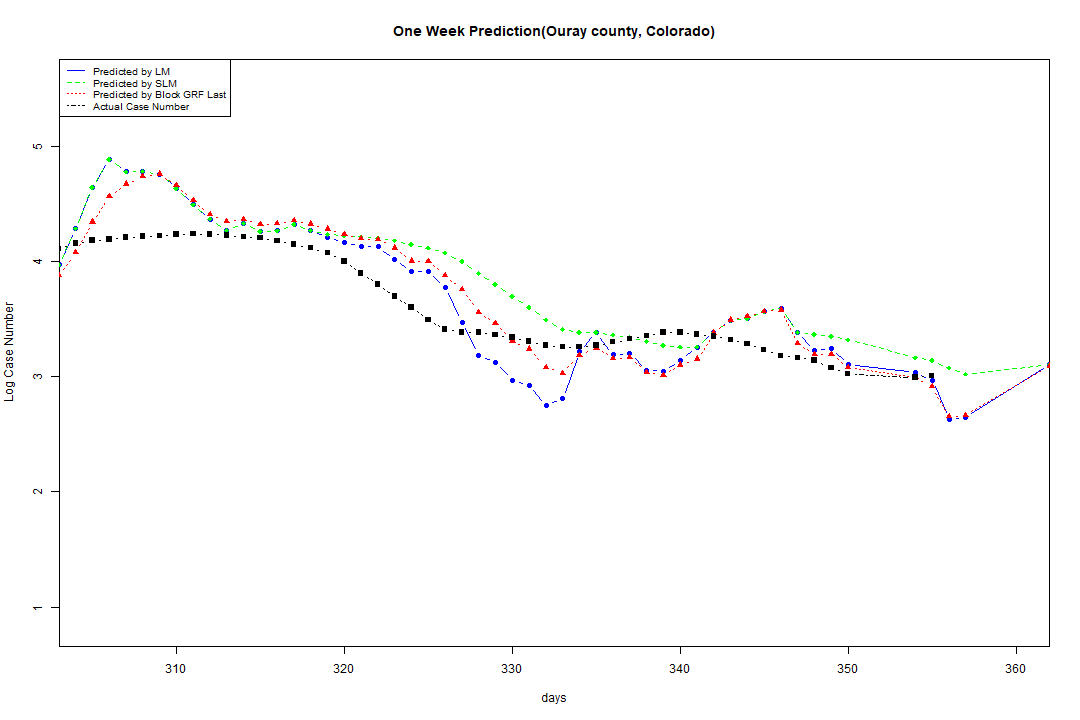 One Week Prediction(Ouray county, Colorado)
Predicted by LM
Predicted by SLM
Predicted by Block GRF Last
Actual Case Number
Log Case Number
5
4
3
2
1
310 320 330 340 350 360
days